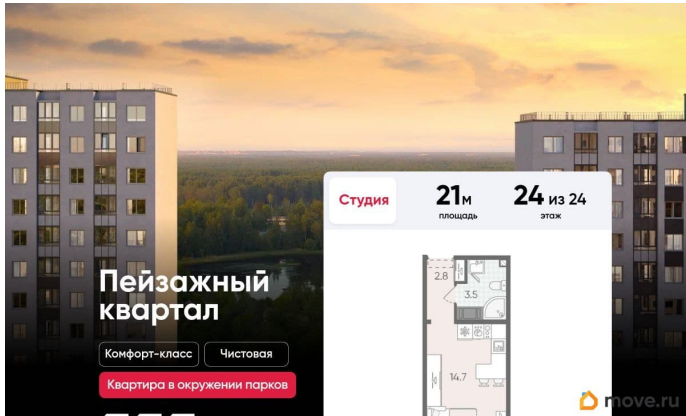 Студия
21м
площадь
24 из 24
этаж
2.8
3.5
14.7
Пейзажный
квартал
Комфорт-класс
Чистовая
Квартира в окружении парков
move.ru